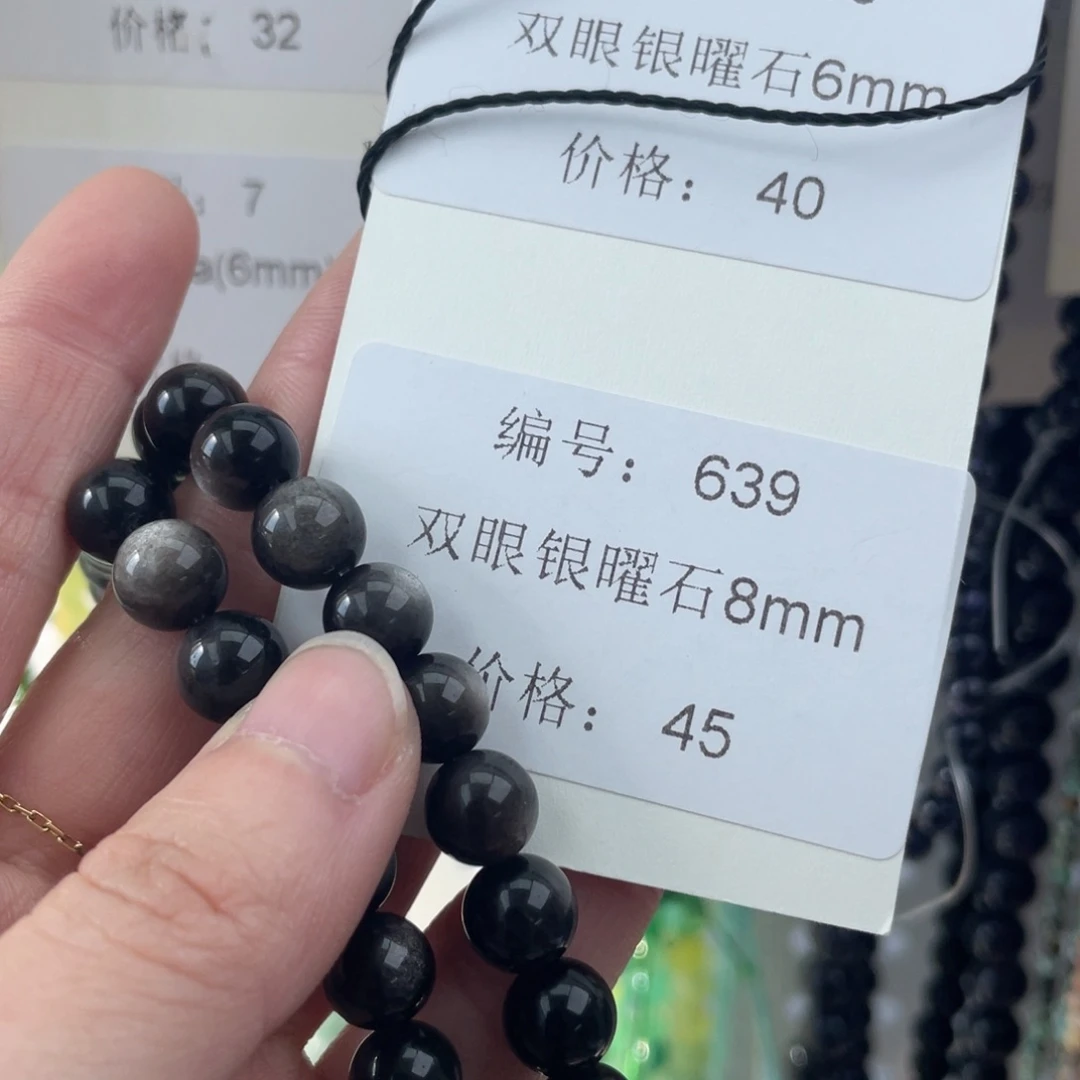 价格： 32
7
a(6mm)
双眼银曜石6mm
价格： 40
编号： 639
双眼银曜石8mm
价格： 45